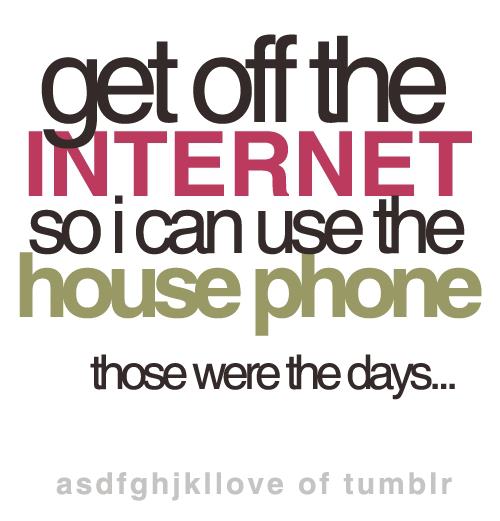 get off the
INTERNET
so i can use the
house phone
those were the days...
asdfghjkllove of tumblr